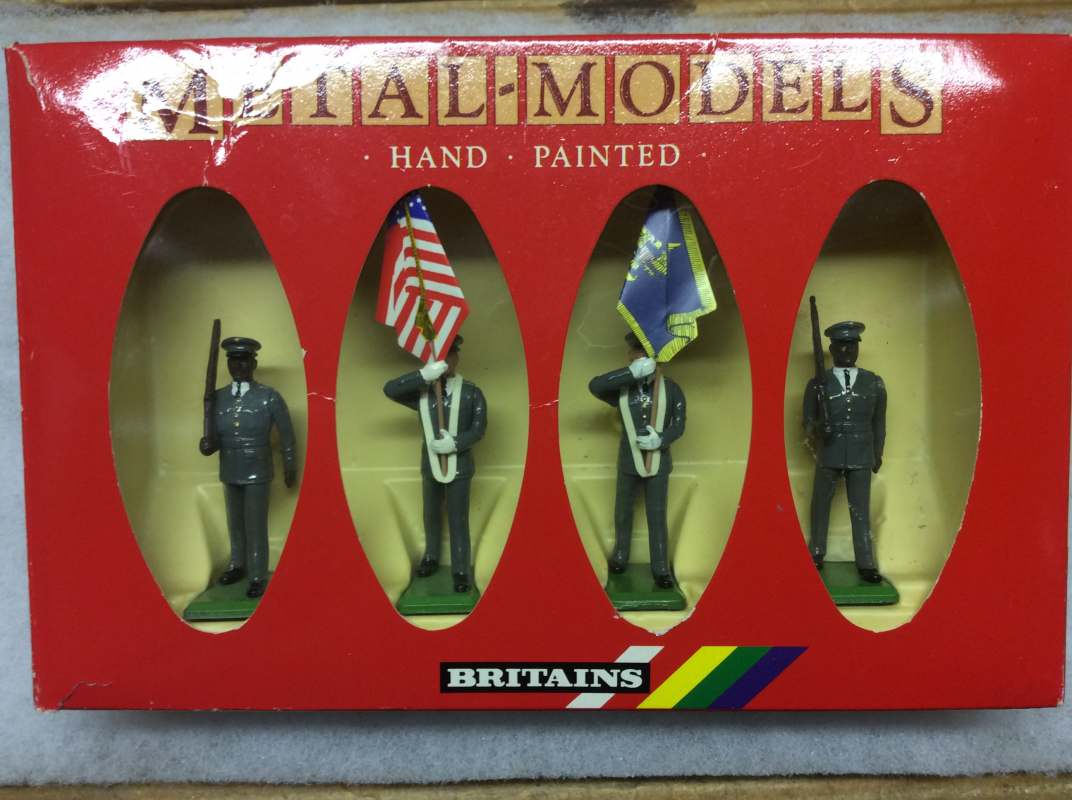 METAL-MODELS
· HAND · PAINTED ·
BRITAINS